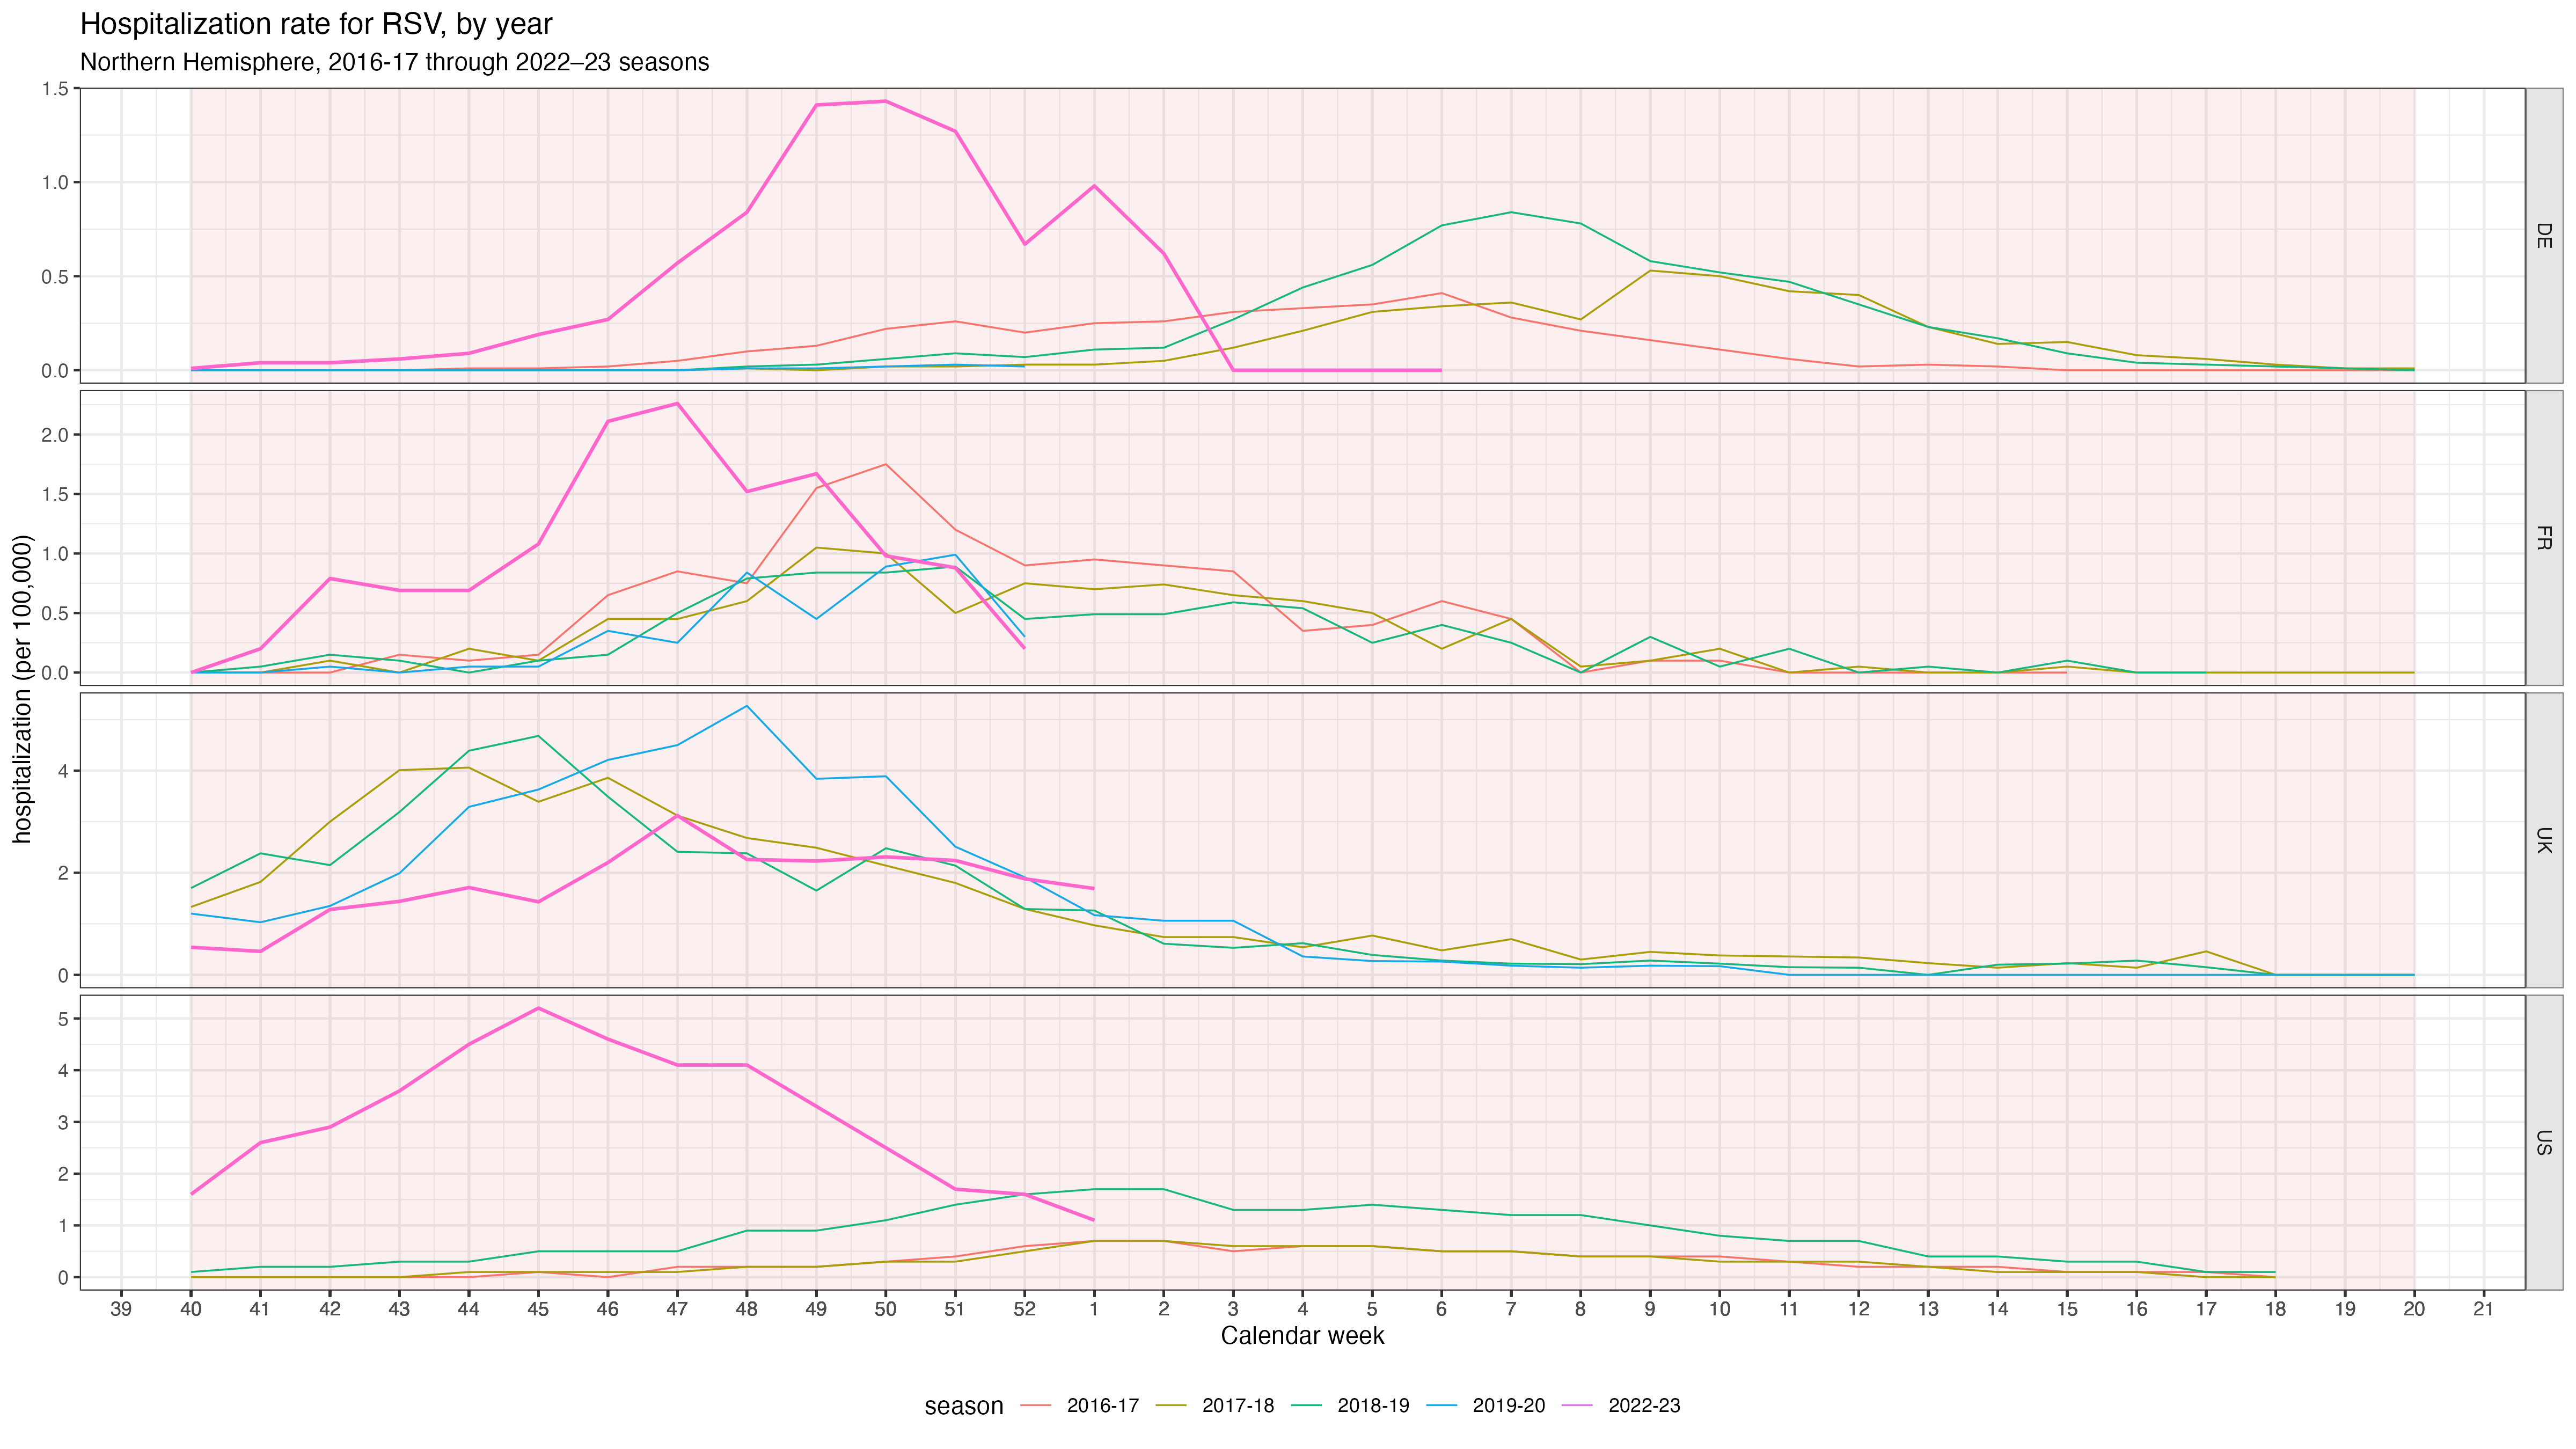 Hospitalization rate for RSV, by year
Northern Hemisphere, 2016-17 through 2022–23 seasons
hospitalization (per 100,000)
1.5
1.0
0.5
0.0
DE
2.0
1.5
1.0
0.5
0.0
FR
4
2
0
UK
5
4
3
2
1
0
US
39 40 41 42 43 44 45 46 47 48 49 50 51 52 1 2 3 4 5 6 7 8 9 10 11 12 13 14 15 16 17 18 19 20 21
Calendar week
season 2016-17 2017-18 2018-19 2019-20 2022-23